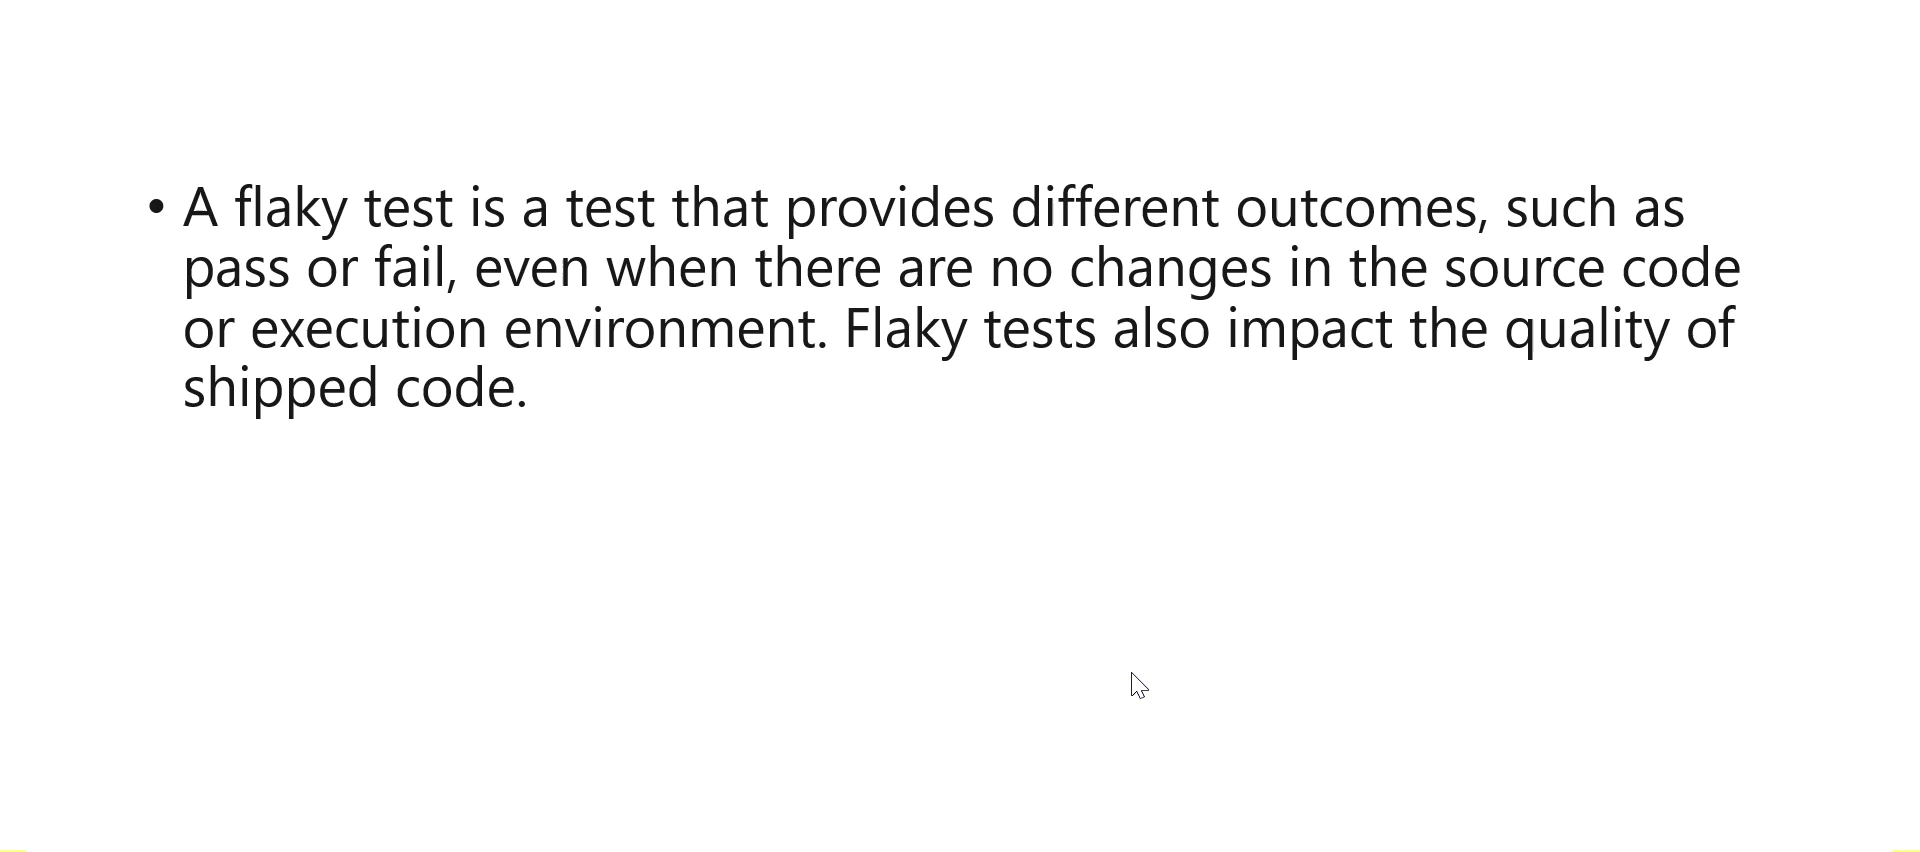 • A flaky test is a test that provides different outcomes, such as
pass or fail, even when there are no changes in the source code
or execution environment. Flaky tests also impact the quality of
shipped code.